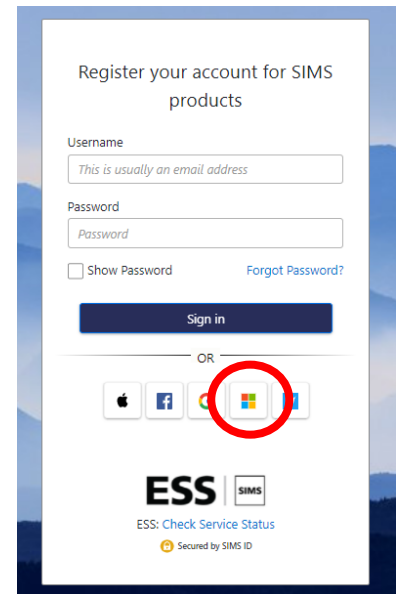 Register your account for SIMS
products
Username
This is usually an email address
Password
Password
Show Password Forgot Password?
Sign in
OR
ESS SIMS
ESS: Check Service Status
Secured by SIMS ID